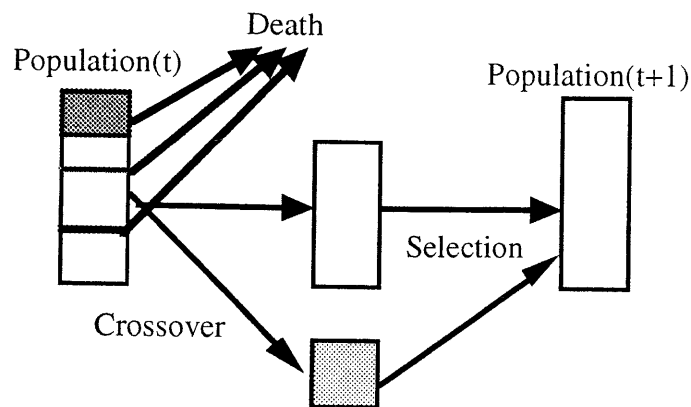 Death
Population(t)
Population(t+1)
Selection
Crossover